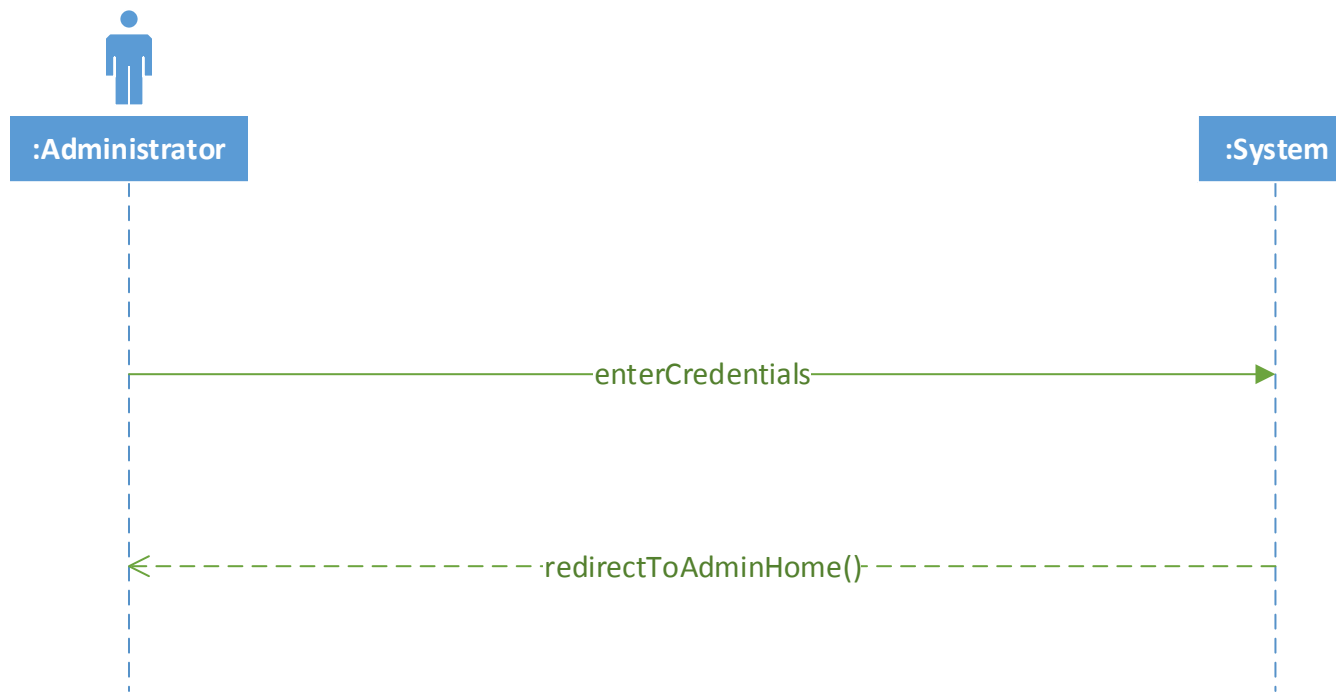 :Administrator
:System
enterCredentials
redirectToAdminHome()